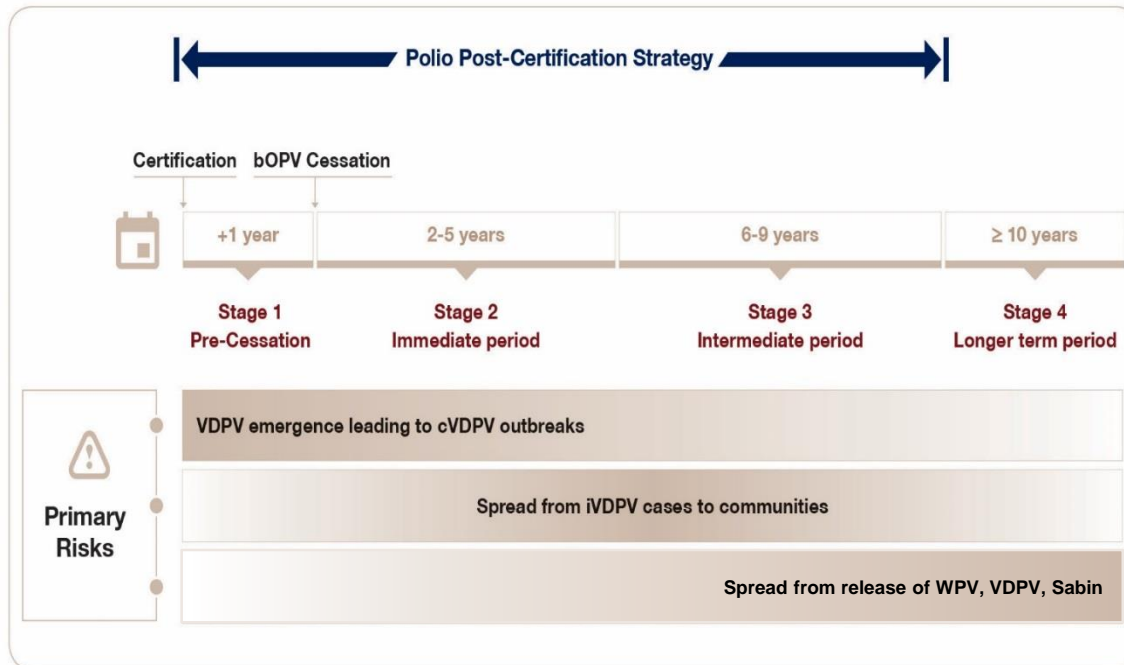 Polio Post-Certification Strategy
Certification
bOPV Cessation
+1 year
2-5 years
6-9 years
≥ 10 years
Stage 1
Pre-Cessation
Stage 2
Immediate period
Stage 3
Intermediate period
Stage 4
Longer term period
Primary
Risks
VDPV emergence leading to cVDPV outbreaks
Spread from iVDPV cases to communities
Spread from release of WPV, VDPV, Sabin